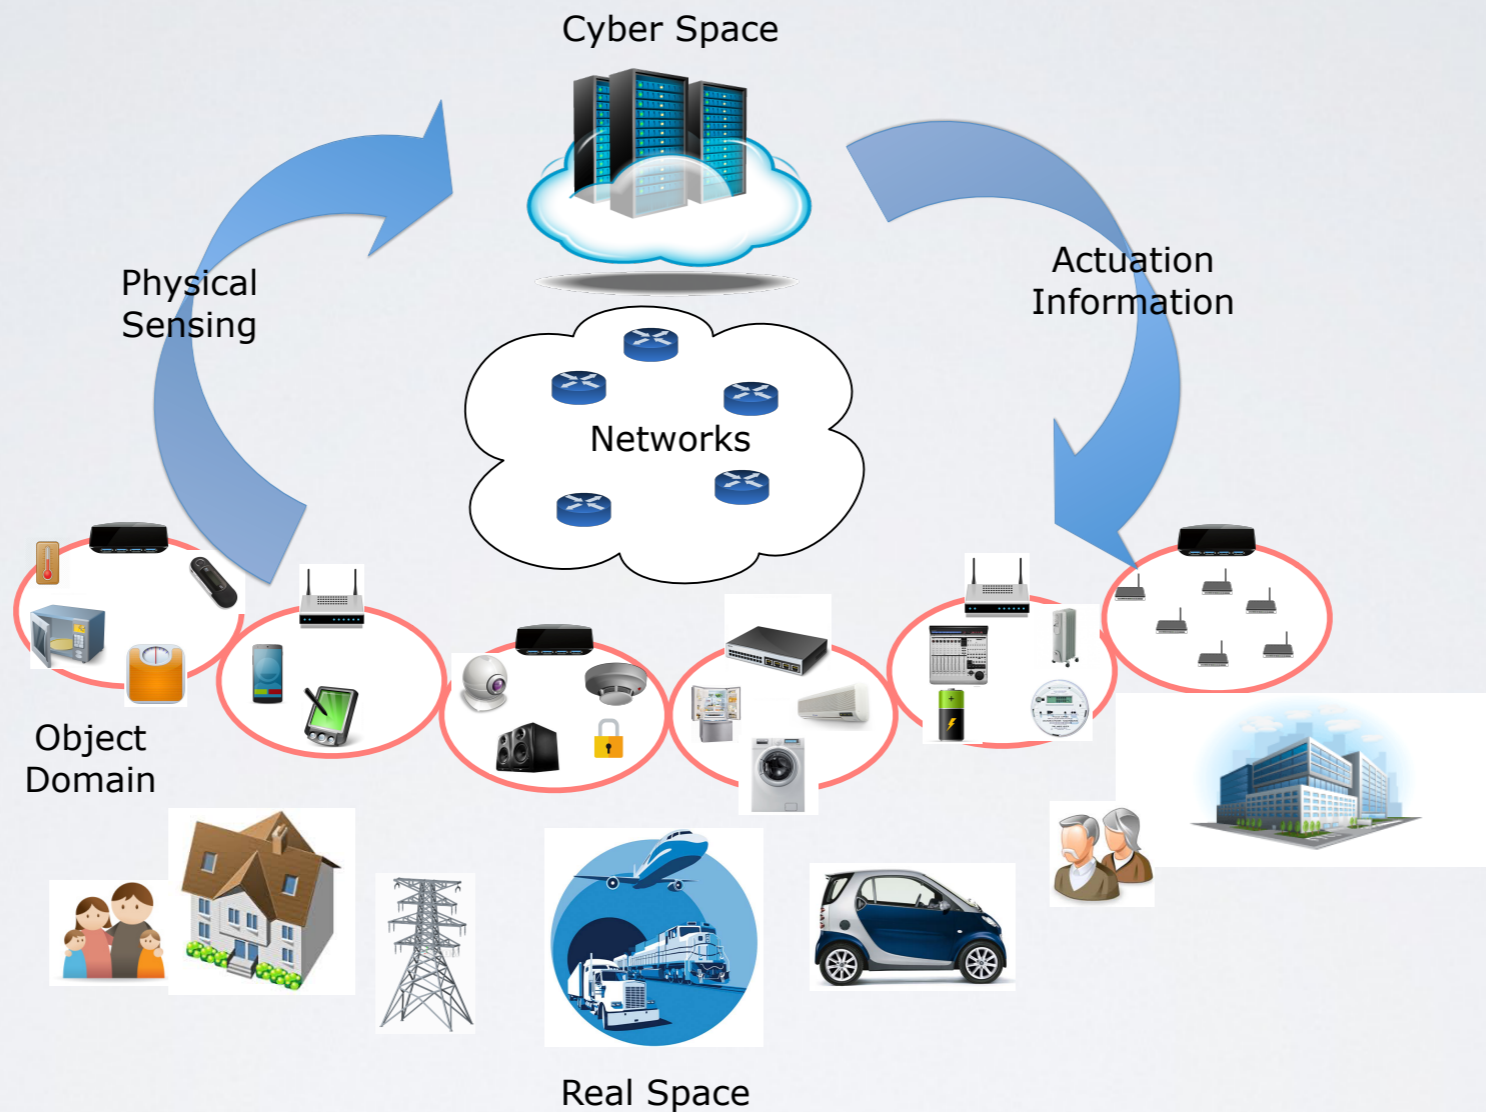 Cyber Space
Physical
Sensing
Actuation
Information
Networks
Object
Domain
Real Space